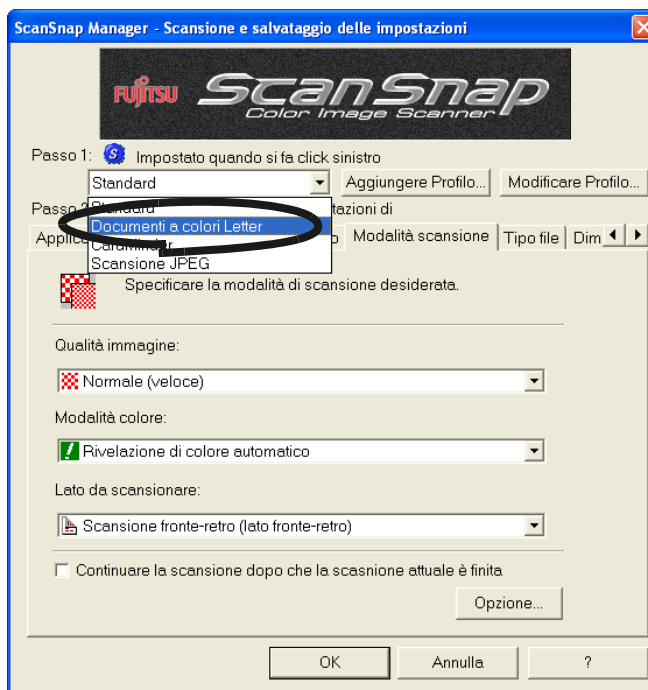 ScanSnap Manager - Scansione e salvataggio delle impostazioni
FUJITSU ScanSnap
Color Image Scanner
Passo 1: S Impostato quando si fa click sinistro
Standard Aggiungere Profilo... Modificare Profilo...
Standard
Passo tazioni di
Documenti a colori Letter
Modalità scansione Tipo file Dim
Scansione JPEG
Specificare la modalità di scansione desiderata.
Qualità immagine:
Normale (veloce)
Modalità colore:
Rivelazione di colore automatico
Lato da scansionare:
Scansione fronte-retro (lato fronte-retro)
Continuare la scansione dopo che la scasnione attuale è finita
Opzione...
OK Annulla ?